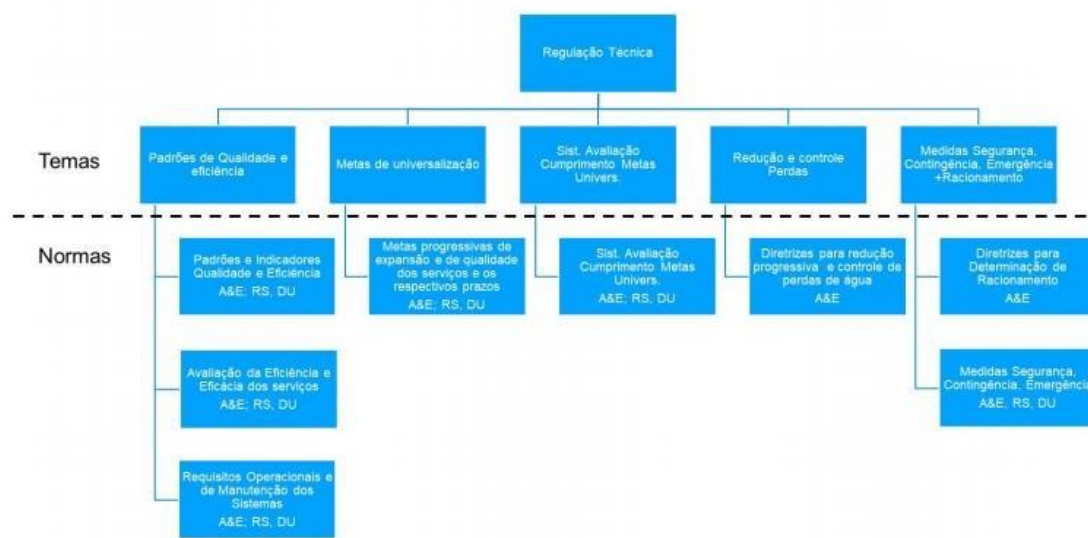 Regulação Técnica
Temas
Padrões de Qualidade e
eficiência
Metas de universalização
Sist. Avaliação
Cumprimento Metas
Univers.
Redução e controle
Perdas
Medidas Segurança,
Contingência, Emergência
+Racionamento
Normas
Padrões e Indicadores
Qualidade e Eficiência
A&E; RS, DU
Metas progressivas de
expansão e de qualidade
dos serviços e os
respectivos prazos
A&E; RS, DU
Sist. Avaliação
Cumprimento Metas
Univers.
A&E; RS, DU
Diretrizes para redução
progressiva e controle de
perdas de água
A&E
Diretrizes para
Determinação de
Racionamento
A&E
Avaliação da Eficiência e
Eficácia dos serviços
A&E; RS, DU
Medidas Segurança,
Contingência, Emergência
A&E, RS, DU
Requisitos Operacionais e
de Manutenção dos
Sistemas
A&E; RS, DU